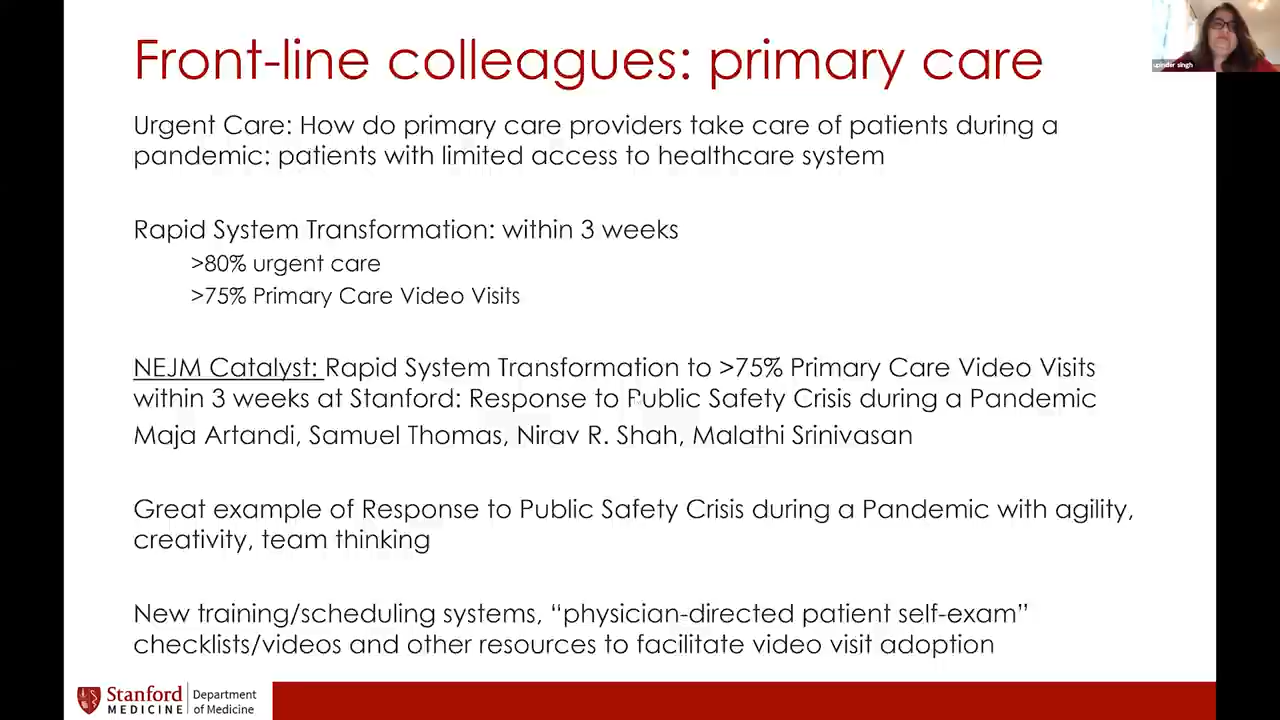 Front-line colleagues: primary care
upinder singh
Urgent Care: How do primary care providers take care of patients during a
pandemic: patients with limited access to healthcare system
Rapid System Transformation: within 3 weeks
>80% urgent care
>75% Primary Care Video Visits
NEJM Catalyst: Rapid System Transformation to >75% Primary Care Video Visits
within 3 weeks at Stanford: Response to Public Safety Crisis during a Pandemic
Maja Artandi, Samuel Thomas, Nirav R. Shah, Malathi Srinivasan
Great example of Response to Public Safety Crisis during a Pandemic with agility,
creativity, team thinking
New training/scheduling systems, “physician-directed patient self-exam”
checklists/videos and other resources to facilitate video visit adoption
Stanford
MEDICINE
Department
of Medicine